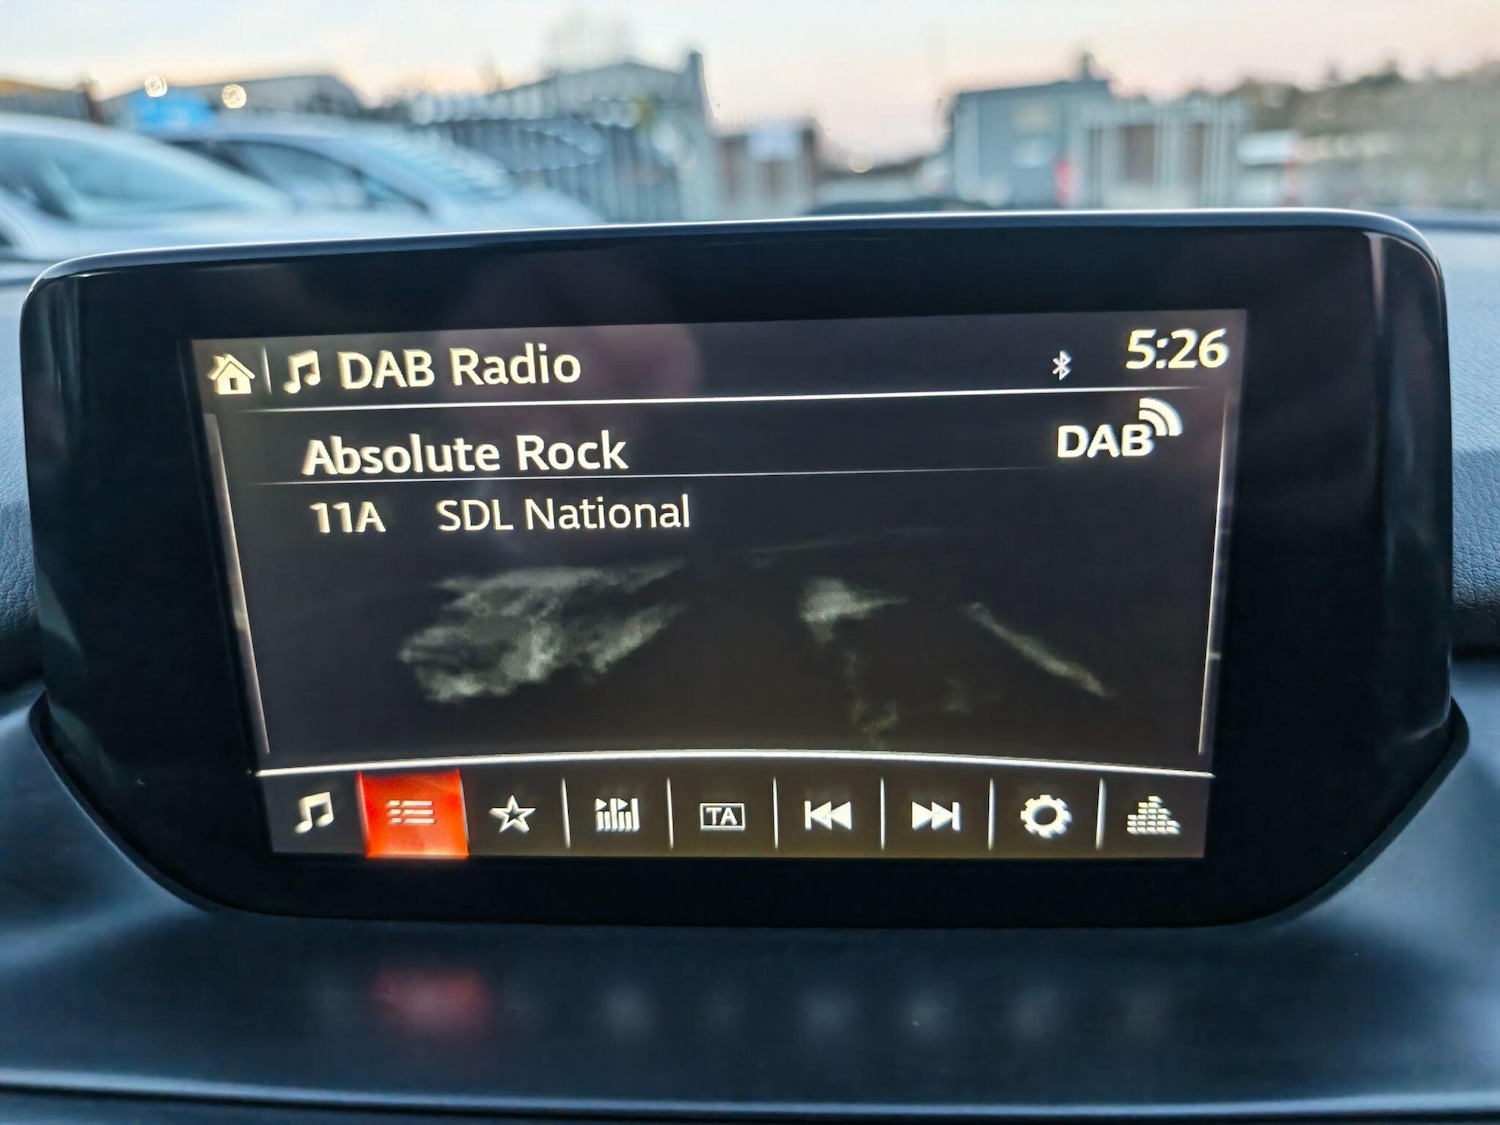 DAB Radio
5:26
Absolute Rock
DAB
11A SDL National
TA